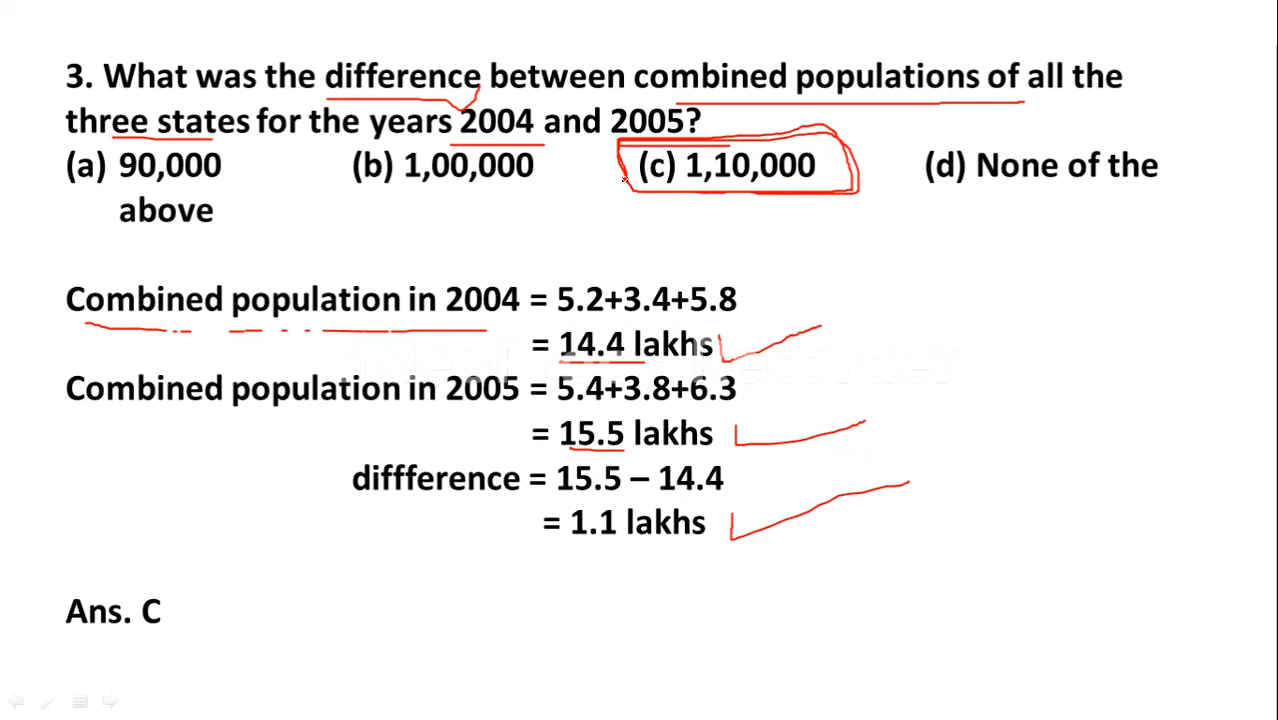 3. What was the difference between combined populations of all the
three states for the years 2004 and 2005?
(a) 90,000 (b) 1,00,000 (c) 1,10,000 (d) None of the
above
Combined population in 2004 = 5.2+3.4+5.8
= 14.4 lakhs
Combined population in 2005 = 5.4+3.8+6.3
= 15.5 lakhs
diffference = 15.5 – 14.4
= 1.1 lakhs
Ans. C